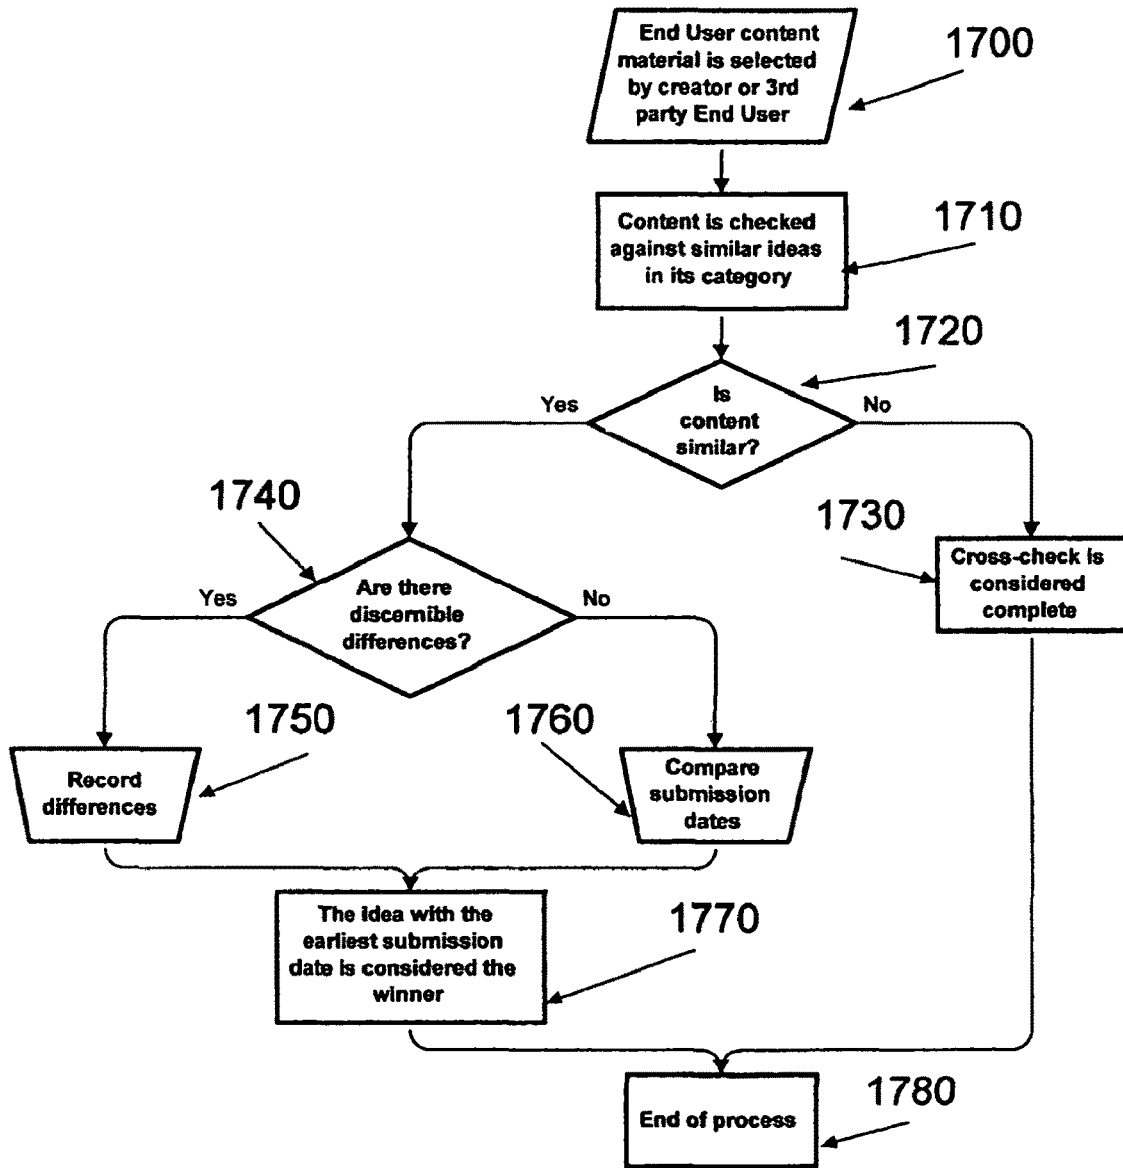 End User content
material is selected
by creator or 3rd
party End User
1700
Content is checked
against similar ideas
in its category
1710
1720
Is
content
similar?
Yes
No
1740
1730
Are there
discernible
differences?
Yes
No
Cross-check is
considered
complete
1750
1760
Record
differences
Compare
submission
dates
The idea with the
earliest submission
date is considered the
winner
1770
End of process
1780